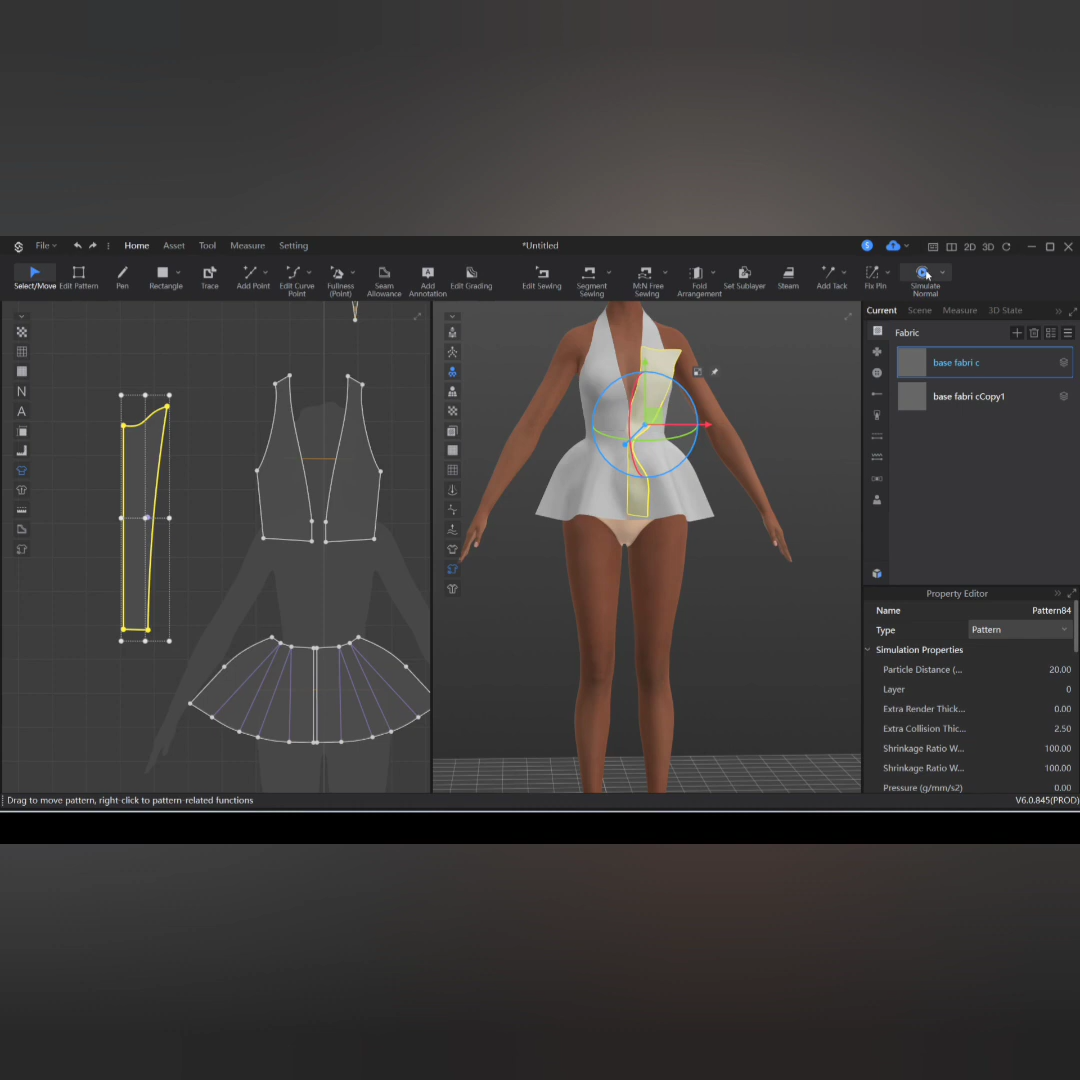 File Home Asset Tool Measure Setting *Untitled S 2D 3D
Select/Move Edit Pattern Pen Rectangle Trace Add Point Edit Curve Point Fullness (Point) Seam Allowance Add Annotation Edit Grading Edit Sewing Segment Sewing M:N Free Sewing Fold Arrangement Set Sublayer Steam Add Tack Fix Pin Simulate Normal
Current Scene Measure 3D State
Fabric
base fabri c
base fabri cCopy1
Property Editor
Name Pattern84
Type Pattern
Simulation Properties
Particle Distance (... 20.00
Layer 0
Extra Render Thick... 0.00
Extra Collision Thic... 2.50
Shrinkage Ratio W... 100.00
Shrinkage Ratio W... 100.00
Pressure (g/mm/s2) 0.00
Drag to move pattern, right-click to pattern-related functions V6.0.845(PROD)